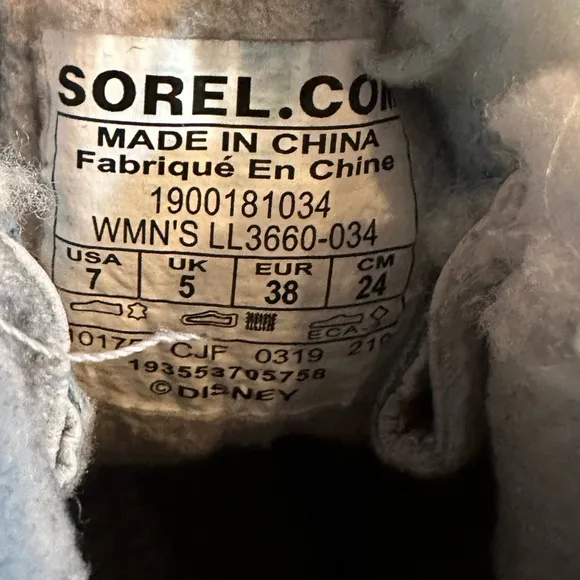 SOREL.COM
MADE IN CHINA
Fabriqué En Chine
1900181034
WMN'S LL3660-034
USA UK EUR CM
7 5 38 24
ECA
CJF 0319
193553705758
©DISNEY